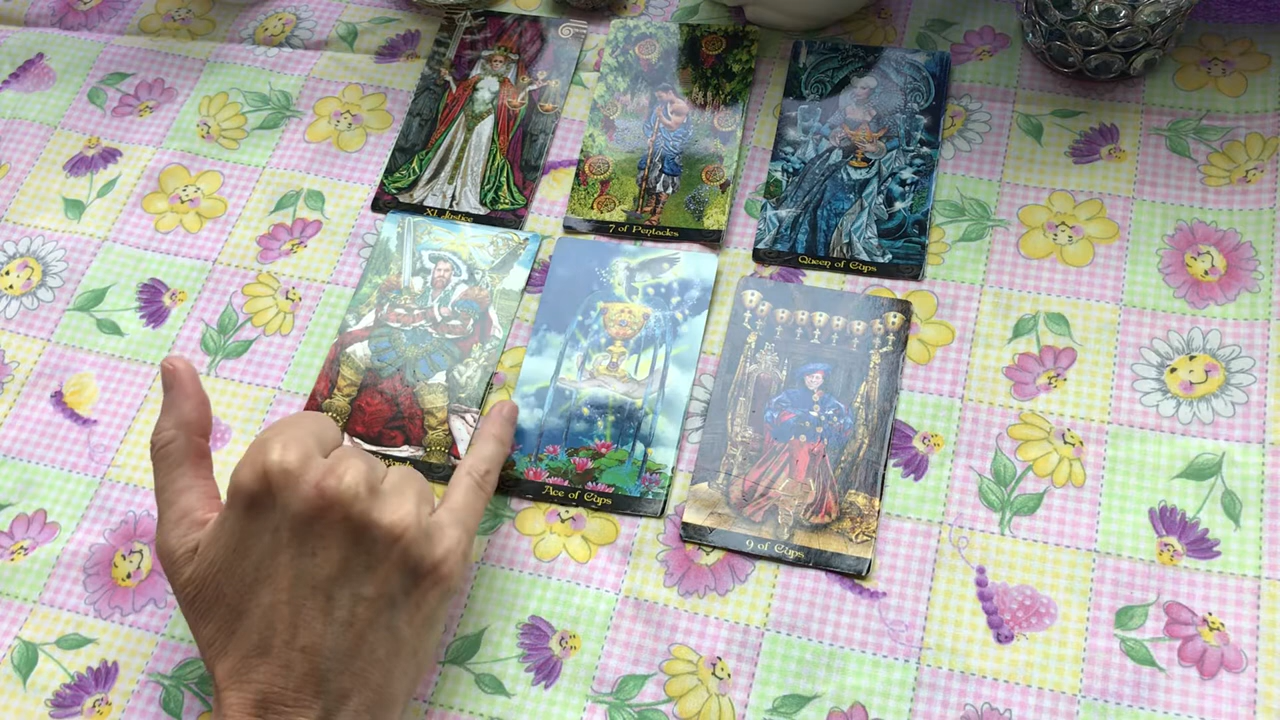 XI Justice
7 of Pentacles
Queen of Cups
Ace of Cups
9 of Cups